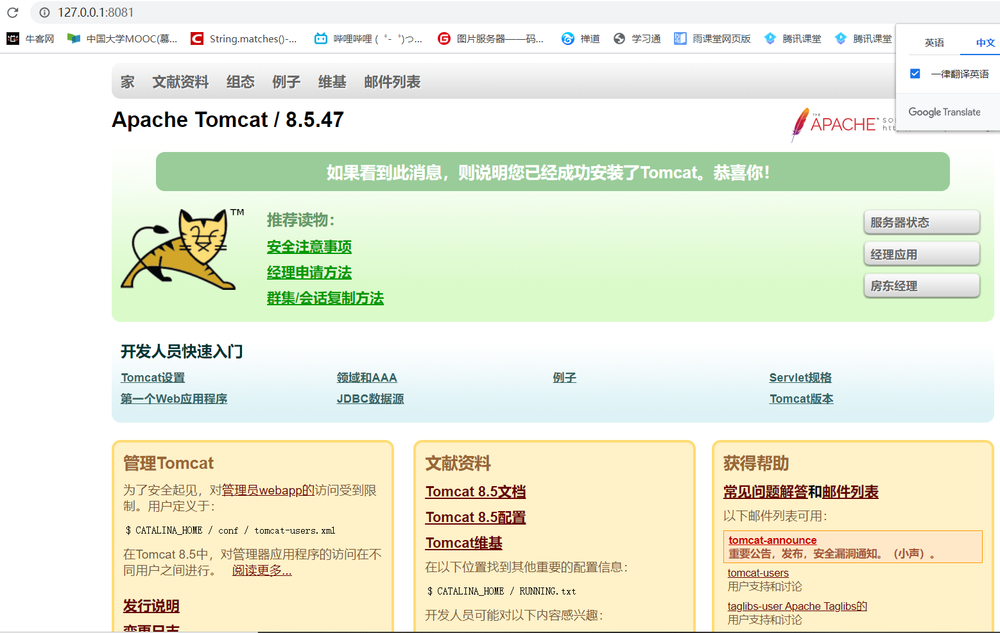 127.0.0.1:8081
牛客网 中国大学MOOC(慕... String.matches()-... 哔哩哔哩 (゜-゜)つ... 图片服务器——码... 禅道 学习通 雨课堂网页版 腾讯课堂 腾讯课堂
英语 中文
一律翻译英语
Google Translate
家 文献资料 组态 例子 维基 邮件列表
Apache Tomcat / 8.5.47
THE
APACHE
如果看到此消息，则说明您已经成功安装了Tomcat。恭喜你！
TM
推荐读物：
安全注意事项
经理申请方法
群集/会话复制方法
服务器状态
经理应用
房东经理
开发人员快速入门
Tomcat设置 领域和AAA 例子 Servlet规格
第一个Web应用程序 JDBC数据源 Tomcat版本
管理Tomcat
为了安全起见，对管理员webapp的访问受到限
制。用户定义于：
$ CATALINA_HOME / conf / tomcat-users.xml
在Tomcat 8.5中，对管理器应用程序的访问在不
同用户之间进行。 阅读更多...
发行说明
变更日志
文献资料
Tomcat 8.5文档
Tomcat 8.5配置
Tomcat维基
在以下位置找到其他重要的配置信息：
$ CATALINA_HOME / RUNNING.txt
开发人员可能对以下内容感兴趣：
获得帮助
常见问题解答和邮件列表
以下邮件列表可用：
tomcat-announce
重要公告，发布，安全漏洞通知。（小声）。
tomcat-users
用户支持和讨论
taglibs-user Apache Taglibs的
用户支持和讨论